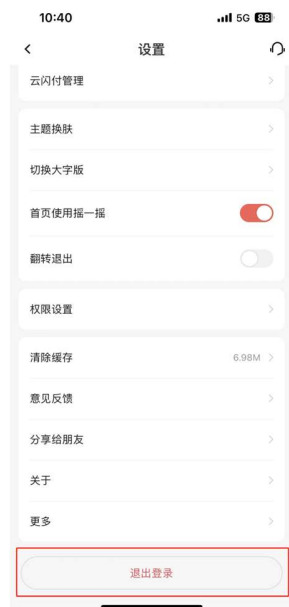 10:40 5G 88
设置
云闪付管理
主题换肤
切换大字版
首页使用摇一摇
翻转退出
权限设置
清除缓存 6.98M
意见反馈
分享给朋友
关于
更多
退出登录